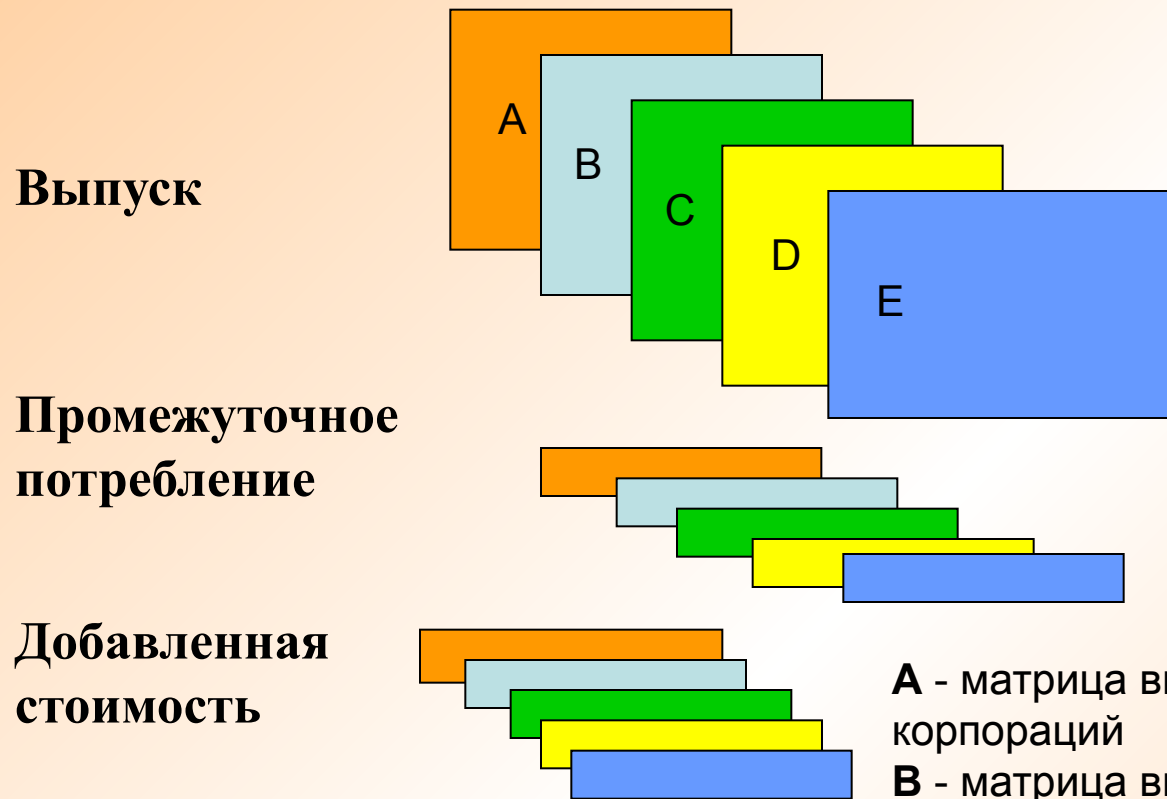 A
B
Выпуск
C
D
E
Промежуточное
потребление
Добавленная
стоимость
A - матрица
корпораций
B - матрица